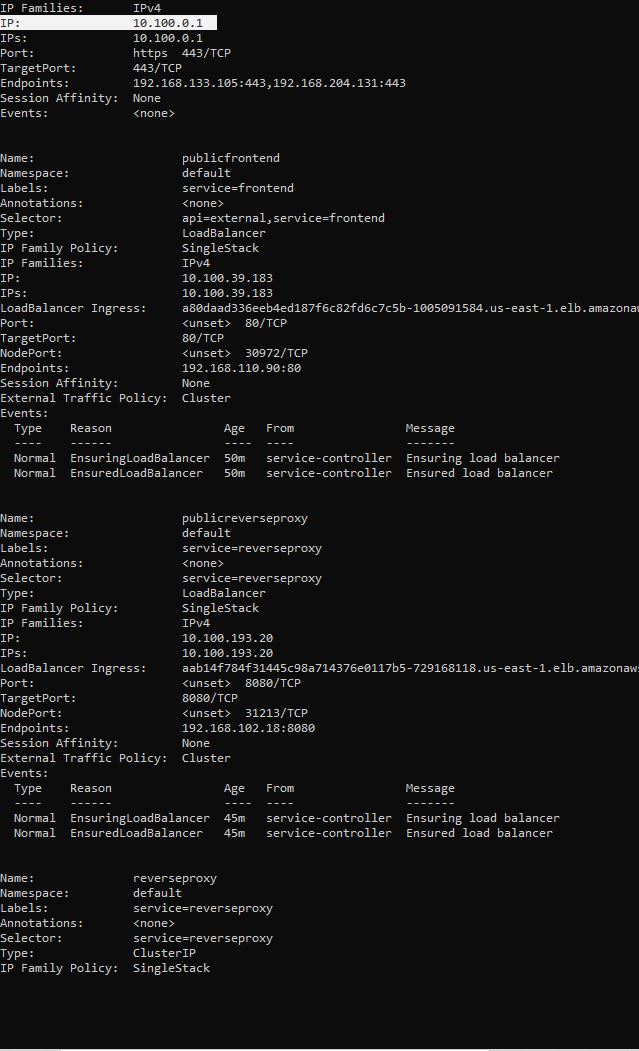 IP Families:       IPv4
IP:                10.100.0.1
IPs:               10.100.0.1
Port:              https  443/TCP
TargetPort:        443/TCP
Endpoints:         192.168.133.105:443,192.168.204.131:443
Session Affinity:  None
Events:            <none>
Name:                     publicfrontend
Namespace:                default
Labels:                   service=frontend
Annotations:              <none>
Selector:                 api=external,service=frontend
Type:                     LoadBalancer
IP Family Policy:         SingleStack
IP Families:              IPv4
IP:                       10.100.39.183
IPs:                      10.100.39.183
LoadBalancer Ingress:     a80daad336eeb4ed187f6c82fd6c7c5b-1005091584.us-east-1.elb.amazonaw
Port:                     <unset>  80/TCP
TargetPort:               80/TCP
NodePort:                 <unset>  30972/TCP
Endpoints:                192.168.110.90:80
Session Affinity:         None
External Traffic Policy:  Cluster
Events:
  Type    Reason                Age   From                Message
  ----    ------                ----  ----                -------
  Normal  EnsuringLoadBalancer  50m   service-controller  Ensuring load balancer
  Normal  EnsuredLoadBalancer   50m   service-controller  Ensured load balancer
Name:                     publicreverseproxy
Namespace:                default
Labels:                   service=reverseproxy
Annotations:              <none>
Selector:                 service=reverseproxy
Type:                     LoadBalancer
IP Family Policy:         SingleStack
IP Families:              IPv4
IP:                       10.100.193.20
IPs:                      10.100.193.20
LoadBalancer Ingress:     aab14f784f31445c98a714376e0117b5-729168118.us-east-1.elb.amazonaws
Port:                     <unset>  8080/TCP
TargetPort:               8080/TCP
NodePort:                 <unset>  31213/TCP
Endpoints:                192.168.102.18:8080
Session Affinity:         None
External Traffic Policy:  Cluster
Events:
  Type    Reason                Age   From                Message
  ----    ------                ----  ----                -------
  Normal  EnsuringLoadBalancer  45m   service-controller  Ensuring load balancer
  Normal  EnsuredLoadBalancer   45m   service-controller  Ensured load balancer
Name:              reverseproxy
Namespace:         default
Labels:            service=reverseproxy
Annotations:       <none>
Selector:          service=reverseproxy
Type:              ClusterIP
IP Family Policy:  SingleStack